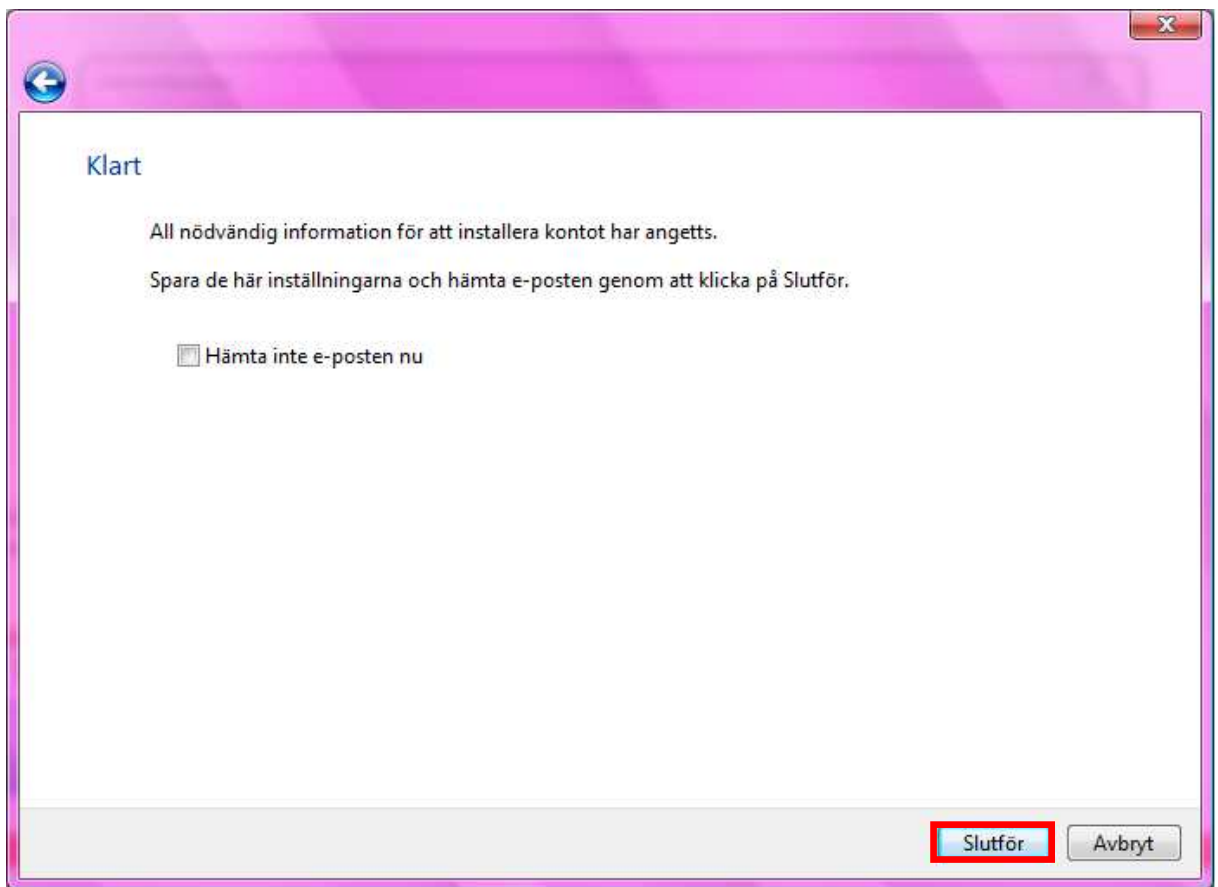 Klart
All nödvändig information för att installera kontot har angetts.
Spara de här inställningarna och hämta e-posten genom att klicka på Slutför.
Hämta inte e-posten nu
Slutför
Avbryt